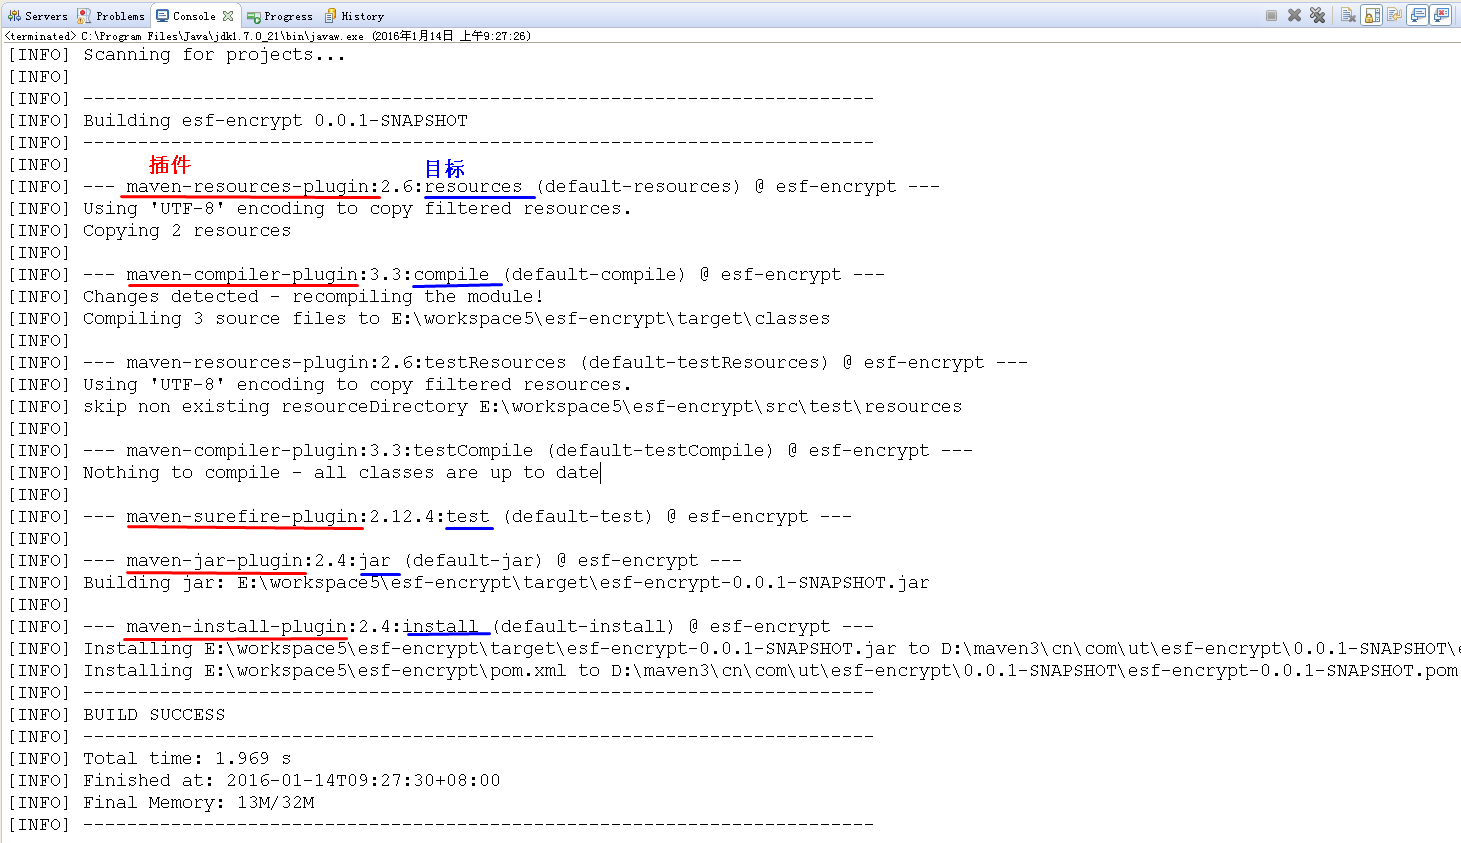 Servers Problems Console Progress History
<terminated> C:\Program Files\Java\jdk1.7.0_21\bin\javaw.exe (2016年1月14日 上午9:27:26)
[INFO] Scanning for projects...
[INFO]
[INFO] ------------------------------------------------------------------------
[INFO] Building esf-encrypt 0.0.1-SNAPSHOT
[INFO] ------------------------------------------------------------------------
[INFO] 插件 目标
[INFO] --- maven-resources-plugin:2.6:resources (default-resources) @ esf-encrypt ---
[INFO] Using 'UTF-8' encoding to copy filtered resources.
[INFO] Copying 2 resources
[INFO]
[INFO] --- maven-compiler-plugin:3.3:compile (default-compile) @ esf-encrypt ---
[INFO] Changes detected - recompiling the module!
[INFO] Compiling 3 source files to E:\workspace5\esf-encrypt\target\classes
[INFO]
[INFO] --- maven-resources-plugin:2.6:testResources (default-testResources) @ esf-encrypt ---
[INFO] Using 'UTF-8' encoding to copy filtered resources.
[INFO] skip non existing resourceDirectory E:\workspace5\esf-encrypt\src\test\resources
[INFO]
[INFO] --- maven-compiler-plugin:3.3:testCompile (default-testCompile) @ esf-encrypt ---
[INFO] Nothing to compile - all classes are up to date
[INFO]
[INFO] --- maven-surefire-plugin:2.12.4:test (default-test) @ esf-encrypt ---
[INFO]
[INFO] --- maven-jar-plugin:2.4:jar (default-jar) @ esf-encrypt ---
[INFO] Building jar: E:\workspace5\esf-encrypt\target\esf-encrypt-0.0.1-SNAPSHOT.jar
[INFO]
[INFO] --- maven-install-plugin:2.4:install (default-install) @ esf-encrypt ---
[INFO] Installing E:\workspace5\esf-encrypt\target\esf-encrypt-0.0.1-SNAPSHOT.jar to D:\maven3\cn\com\ut\esf-encrypt\0.0.1-SNAPSHOT\e
[INFO] Installing E:\workspace5\esf-encrypt\pom.xml to D:\maven3\cn\com\ut\esf-encrypt\0.0.1-SNAPSHOT\esf-encrypt-0.0.1-SNAPSHOT.pom
[INFO] ------------------------------------------------------------------------
[INFO] BUILD SUCCESS
[INFO] ------------------------------------------------------------------------
[INFO] Total time: 1.969 s
[INFO] Finished at: 2016-01-14T09:27:30+08:00
[INFO] Final Memory: 13M/32M
[INFO] ------------------------------------------------------------------------